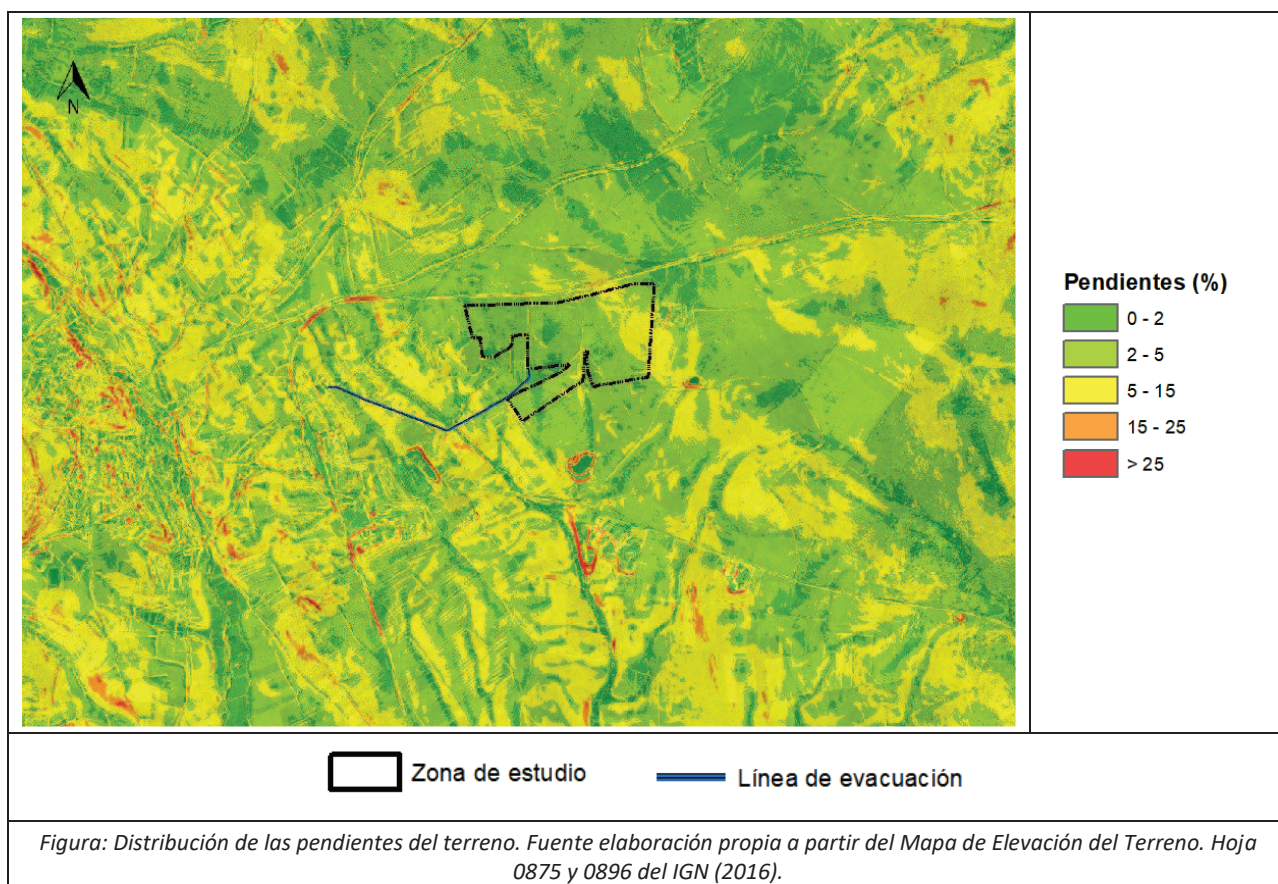 N
Pendientes (%)
0 - 2
2 - 5
5 - 15
15 - 25
> 25
Zona de estudio
Línea de evacuación
Figura: Distribución de las pendientes del terreno. Fuente elaboración propia a partir del Mapa de Elevación del Terreno. Hoja
0875 y 0896 del IGN (2016).